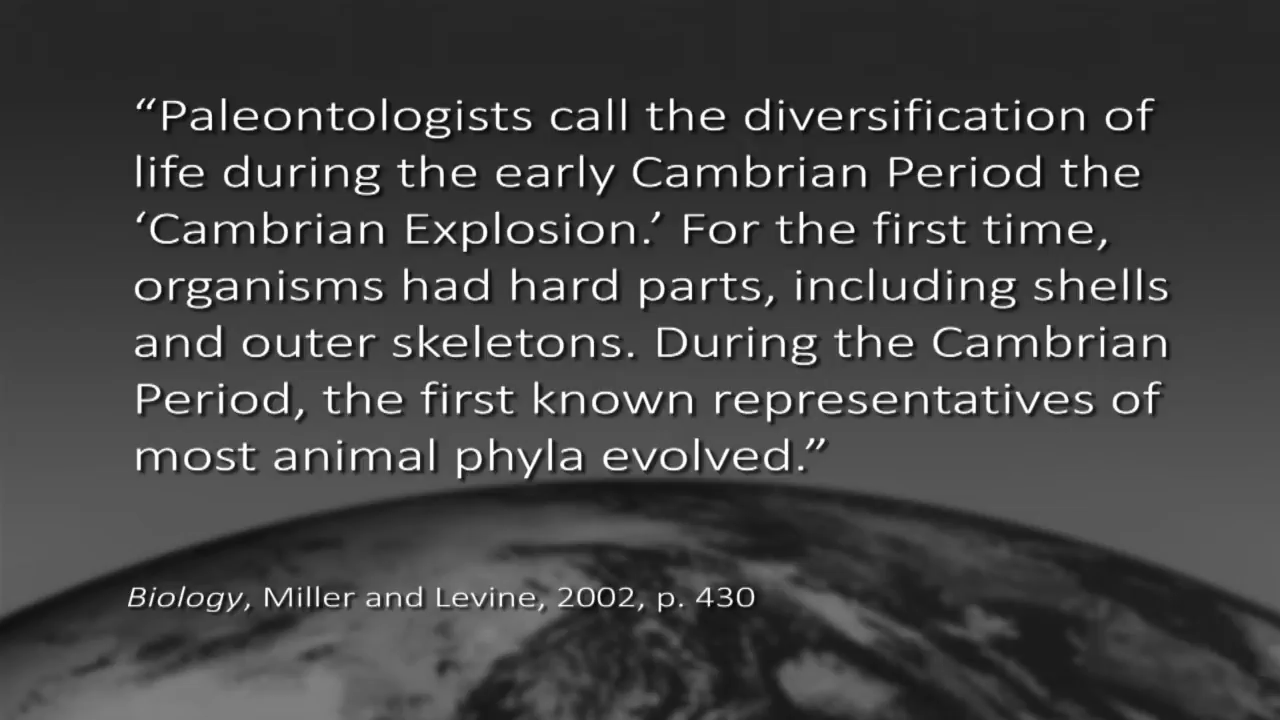 “Paleontologists call the diversification of
life during the early Cambrian Period the
‘Cambrian Explosion.’ For the first time,
organisms had hard parts, including shells
and outer skeletons. During the Cambrian
Period, the first known representatives of
most animal phyla evolved.”
Biology, Miller and Levine, 2002, p. 430